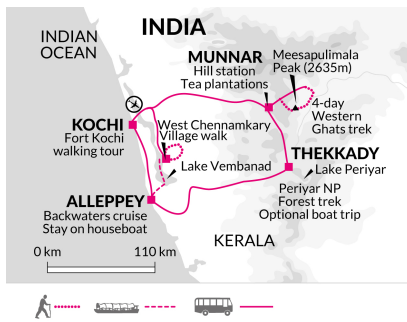 INDIA
INDIAN
OCEAN
MUNNAR
Hill station
Tea plantations
Meesapulimala
Peak (2635m)
4-day
Western
Ghats trek
KOCHI
Fort Kochi
walking tour
West Chennamkary
Village walk
Lake Vembanad
THEKKADY
Lake Periyar
Periyar NP
Forest trek
Optional boat trip
ALLEPPEY
Backwaters cruise
Stay on houseboat
KERALA
0 km
110 km